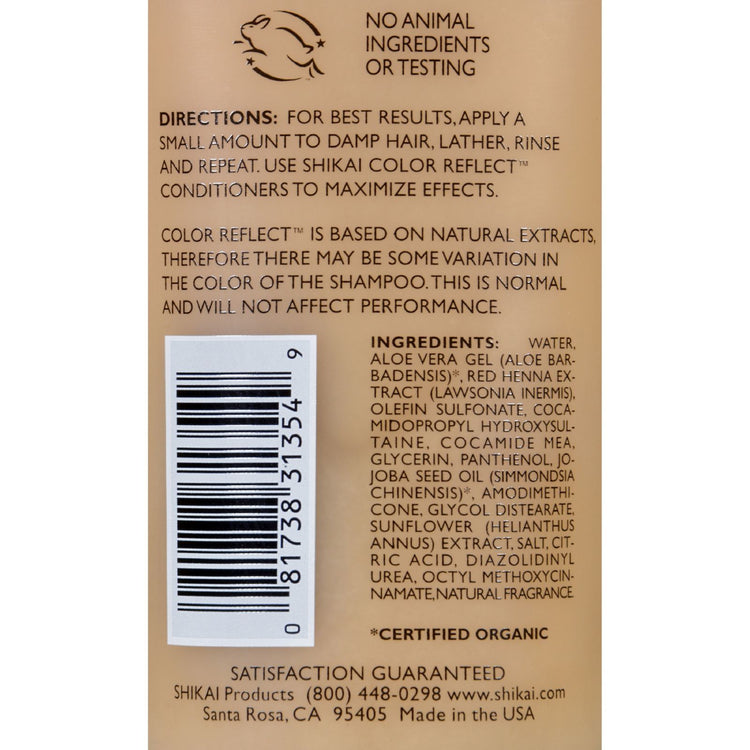 NO ANIMAL
INGREDIENTS
OR TESTING
DIRECTIONS: FOR BEST RESULTS, APPLY A
SMALL AMOUNT TO DAMP HAIR, LATHER, RINSE
AND REPEAT. USE SHIKAI COLOR REFLECT™
CONDITIONERS TO MAXIMIZE EFFECTS.
COLOR REFLECT™ IS BASED ON NATURAL EXTRACTS,
THEREFORE THERE MAY BE SOME VARIATION IN
THE COLOR OF THE SHAMPOO. THIS IS NORMAL
AND WILL NOT AFFECT PERFORMANCE.
INGREDIENTS: WATER,
ALOE VERA GEL (ALOE BAR-
BADENSIS)*, RED HENNA EX-
TRACT (LAWSONIA INERMIS),
OLEFIN SULFONATE, COCA-
MIDOPROPYL HYDROXYSUL-
TAINE, COCAMIDE MEA,
GLYCERIN, PANTHENOL, JO-
JOBA SEED OIL (SIMMONDSIA
CHINENSIS)*, AMODIMETHI-
CONE, GLYCOL DISTEARATE,
SUNFLOWER (HELIANTHUS
ANNUS) EXTRACT, SALT, CIT-
RIC ACID, DIAZOLIDINYL
UREA, OCTYL METHOXYCIN-
NAMATE, NATURAL FRAGRANCE.
*CERTIFIED ORGANIC
0 81738 31354 9
SATISFACTION GUARANTEED
SHIKAI Products (800) 448-0298 www.shikai.com
Santa Rosa, CA 95405 Made in the USA